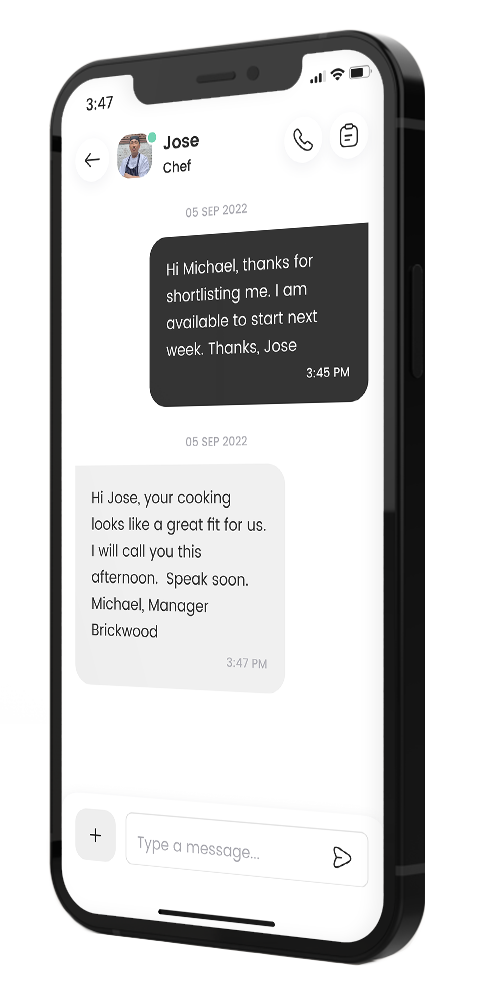 3:47
Jose
Chef
05 SEP 2022
Hi Michael, thanks for
shortlisting me. I am
available to start next
week. Thanks, Jose
3:45 PM
05 SEP 2022
Hi Jose, your cooking
looks like a great fit for us.
I will call you this
afternoon.  Speak soon.
Michael, Manager
Brickwood
3:47 PM
Type a message...